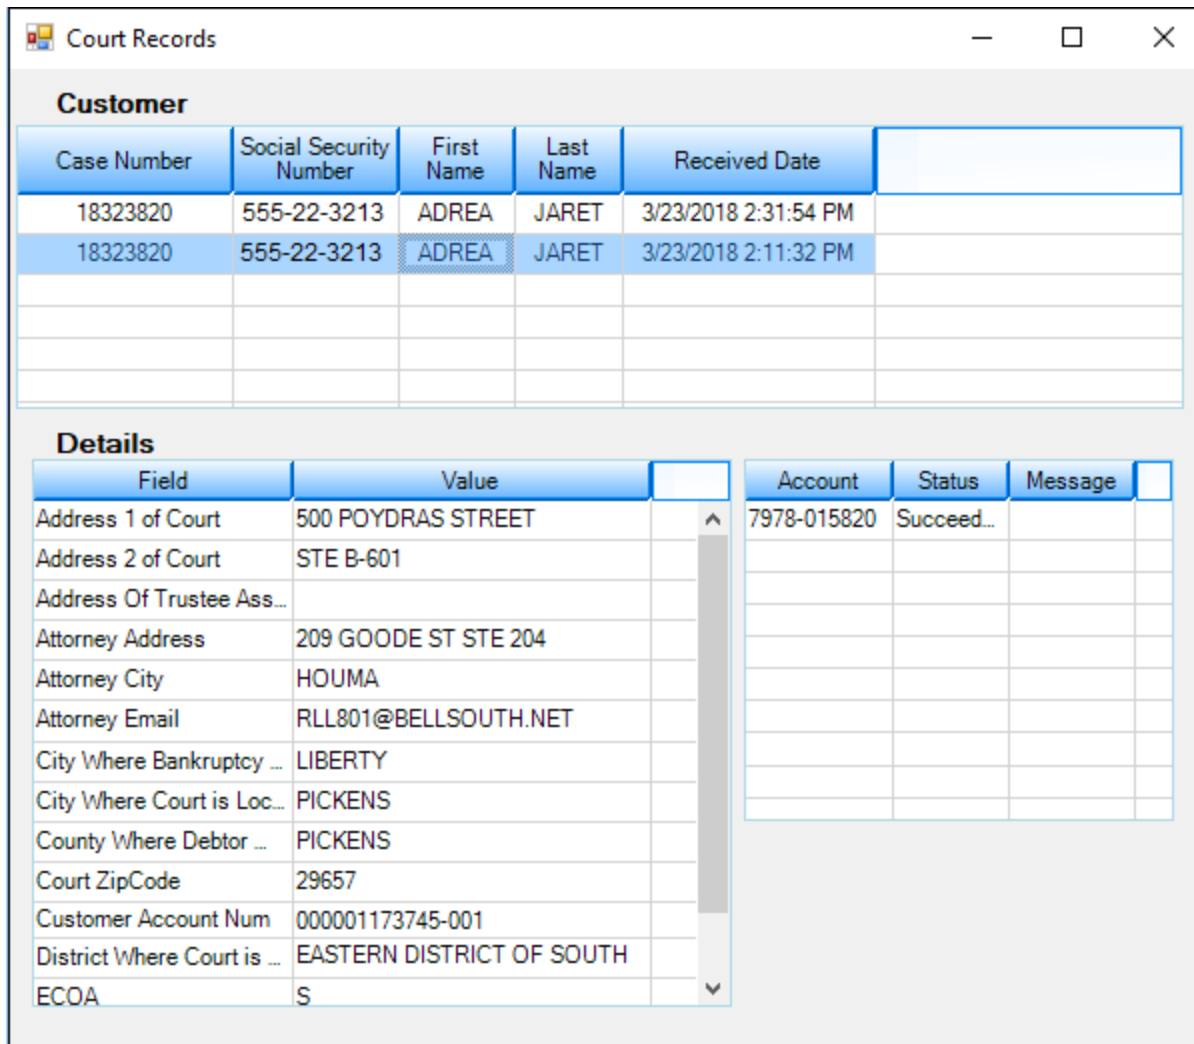 Court Records
Customer
Case Number Social Security Number First Name Last Name Received Date
18323820 555-22-3213 ADREA JARET 3/23/2018 2:31:54 PM
18323820 555-22-3213 ADREA JARET 3/23/2018 2:11:32 PM
Details
Field Value
Address 1 of Court 500 POYDRAS STREET
Address 2 of Court STE B-601
Address Of Trustee Ass...
Attorney Address 209 GOODE ST STE 204
Attorney City HOUMA
Attorney Email RLL801@BELLSOUTH.NET
City Where Bankruptcy ... LIBERTY
City Where Court is Loc... PICKENS
County Where Debtor ... PICKENS
Court ZipCode 29657
Customer Account Num 000001173745-001
District Where Court is ... EASTERN DISTRICT OF SOUTH
ECOA S
Account Status Message
7978-015820 Succeed...